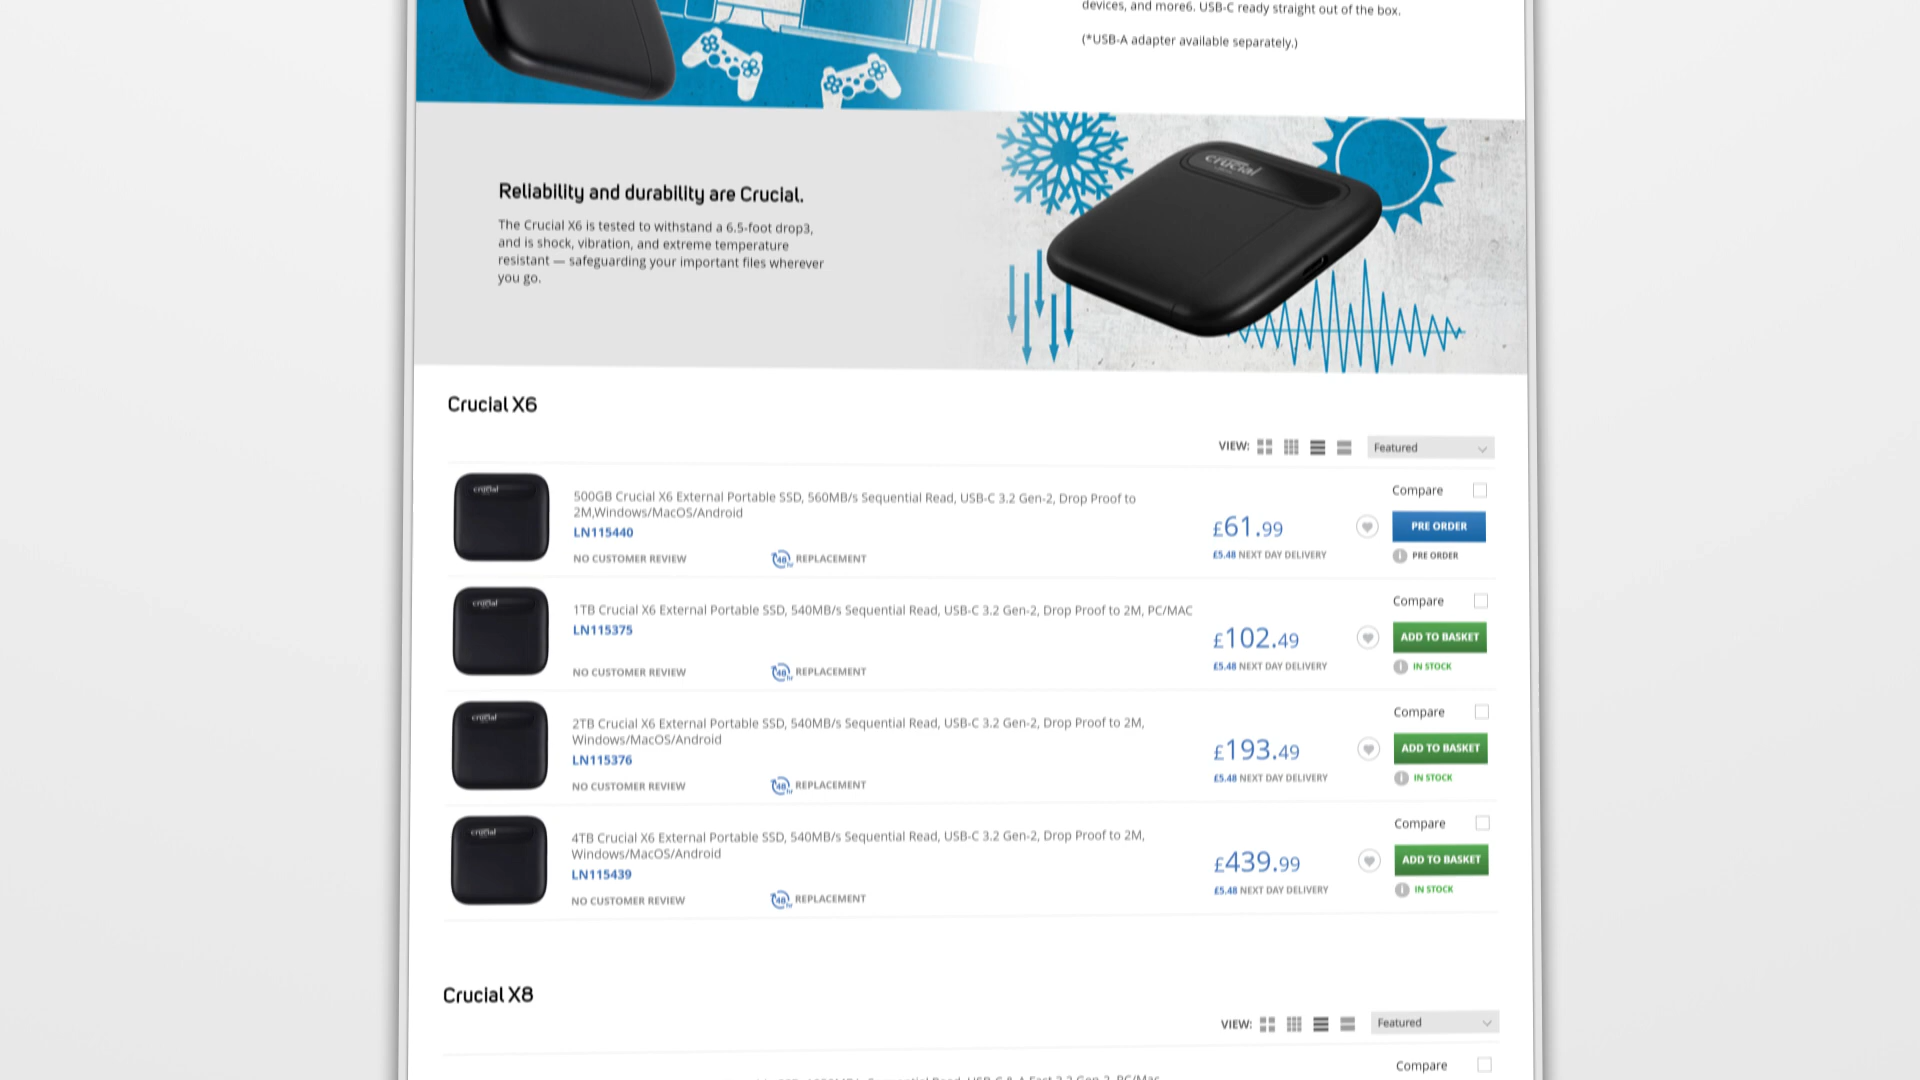 devices, and more6. USB-C ready straight out of the box.
(*USB-A adapter available separately.)
crucial
Reliability and durability are Crucial.
The Crucial X6 is tested to withstand a 6.5-foot drop3,
and is shock, vibration, and extreme temperature
resistant — safeguarding your important files wherever
you go.
Crucial X6
VIEW: Featured
crucial
500GB Crucial X6 External Portable SSD, 560MB/s Sequential Read, USB-C 3.2 Gen-2, Drop Proof to
2M,Windows/MacOS/Android
LN115440
NO CUSTOMER REVIEW
48hr REPLACEMENT
£61.99
£5.48 NEXT DAY DELIVERY
Compare
PRE ORDER
PRE ORDER
crucial
1TB Crucial X6 External Portable SSD, 540MB/s Sequential Read, USB-C 3.2 Gen-2, Drop Proof to 2M, PC/MAC
LN115375
NO CUSTOMER REVIEW
48hr REPLACEMENT
£102.49
£5.48 NEXT DAY DELIVERY
Compare
ADD TO BASKET
IN STOCK
crucial
2TB Crucial X6 External Portable SSD, 540MB/s Sequential Read, USB-C 3.2 Gen-2, Drop Proof to 2M,
Windows/MacOS/Android
LN115376
NO CUSTOMER REVIEW
48hr REPLACEMENT
£193.49
£5.48 NEXT DAY DELIVERY
Compare
ADD TO BASKET
IN STOCK
crucial
4TB Crucial X6 External Portable SSD, 540MB/s Sequential Read, USB-C 3.2 Gen-2, Drop Proof to 2M,
Windows/MacOS/Android
LN115439
NO CUSTOMER REVIEW
48hr REPLACEMENT
£439.99
£5.48 NEXT DAY DELIVERY
Compare
ADD TO BASKET
IN STOCK
Crucial X8
VIEW: Featured
Compare